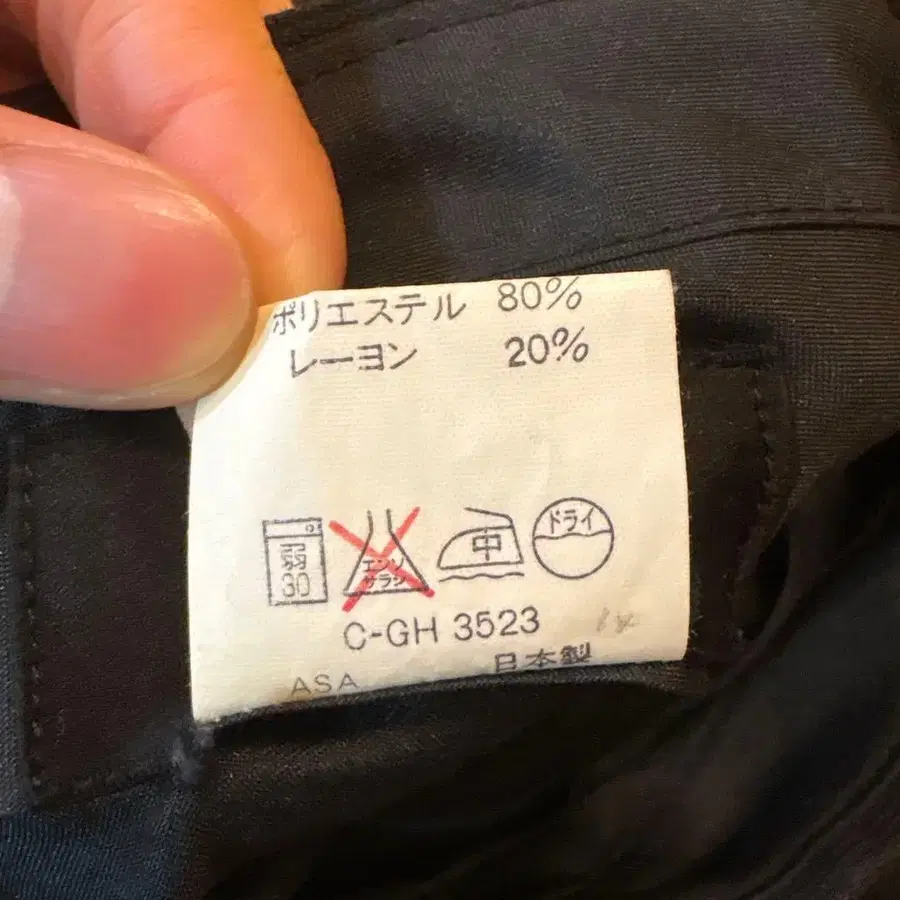 ポリエステル 80%
レーヨン 20%
弱
30
エンソ
サラシ
中
ドライ
C-GH 3523
日本製
ASA